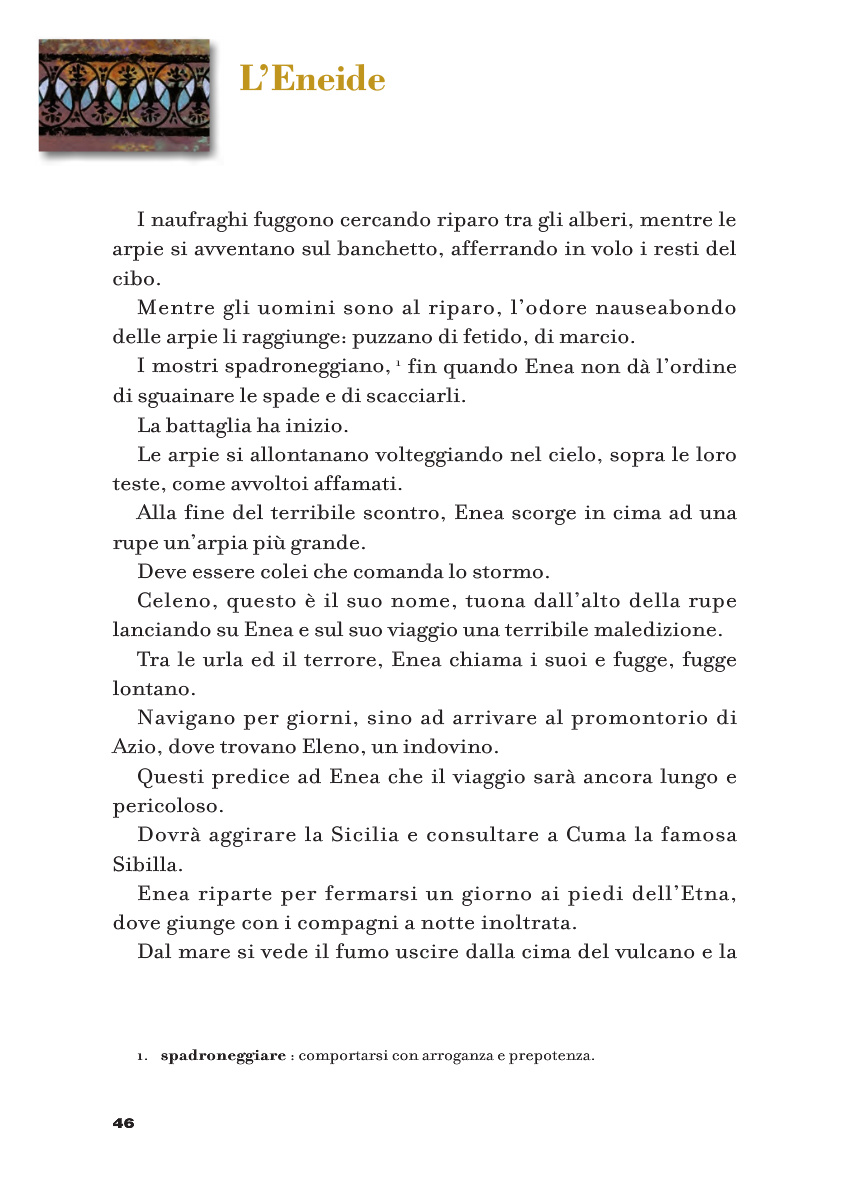 L'Eneide
I naufraghi fuggono cercando riparo tra gli alberi, mentre le
arpie si avventano sul banchetto, afferrando in volo i resti del
cibo.
Mentre gli uomini sono al riparo, l'odore nauseabondo
delle arpie li raggiunge: puzzano di fetido, di marcio.
I mostri spadroneggiano, 1 fin quando Enea non dà l'ordine
di sguainare le spade e di scacciarli.
La battaglia ha inizio.
Le arpie si allontanano volteggiando nel cielo, sopra le loro
teste, come avvoltoi affamati.
Alla fine del terribile scontro, Enea scorge in cima ad una
rupe un'arpia più grande.
Deve essere colei che comanda lo stormo.
Celeno, questo è il suo nome, tuona dall'alto della rupe
lanciando su Enea e sul suo viaggio una terribile maledizione.
Tra le urla ed il terrore, Enea chiama i suoi e fugge, fugge
lontano.
Navigano per giorni, sino ad arrivare al promontorio di
Azio, dove trovano Eleno, un indovino.
Questi predice ad Enea che il viaggio sarà ancora lungo e
pericoloso.
Dovrà aggirare la Sicilia e consultare a Cuma la famosa
Sibilla.
Enea riparte per fermarsi un giorno ai piedi dell'Etna,
dove giunge con i compagni a notte inoltrata.
Dal mare si vede il fumo uscire dalla cima del vulcano e la
1. spadroneggiare : comportarsi con arroganza e prepotenza.
46